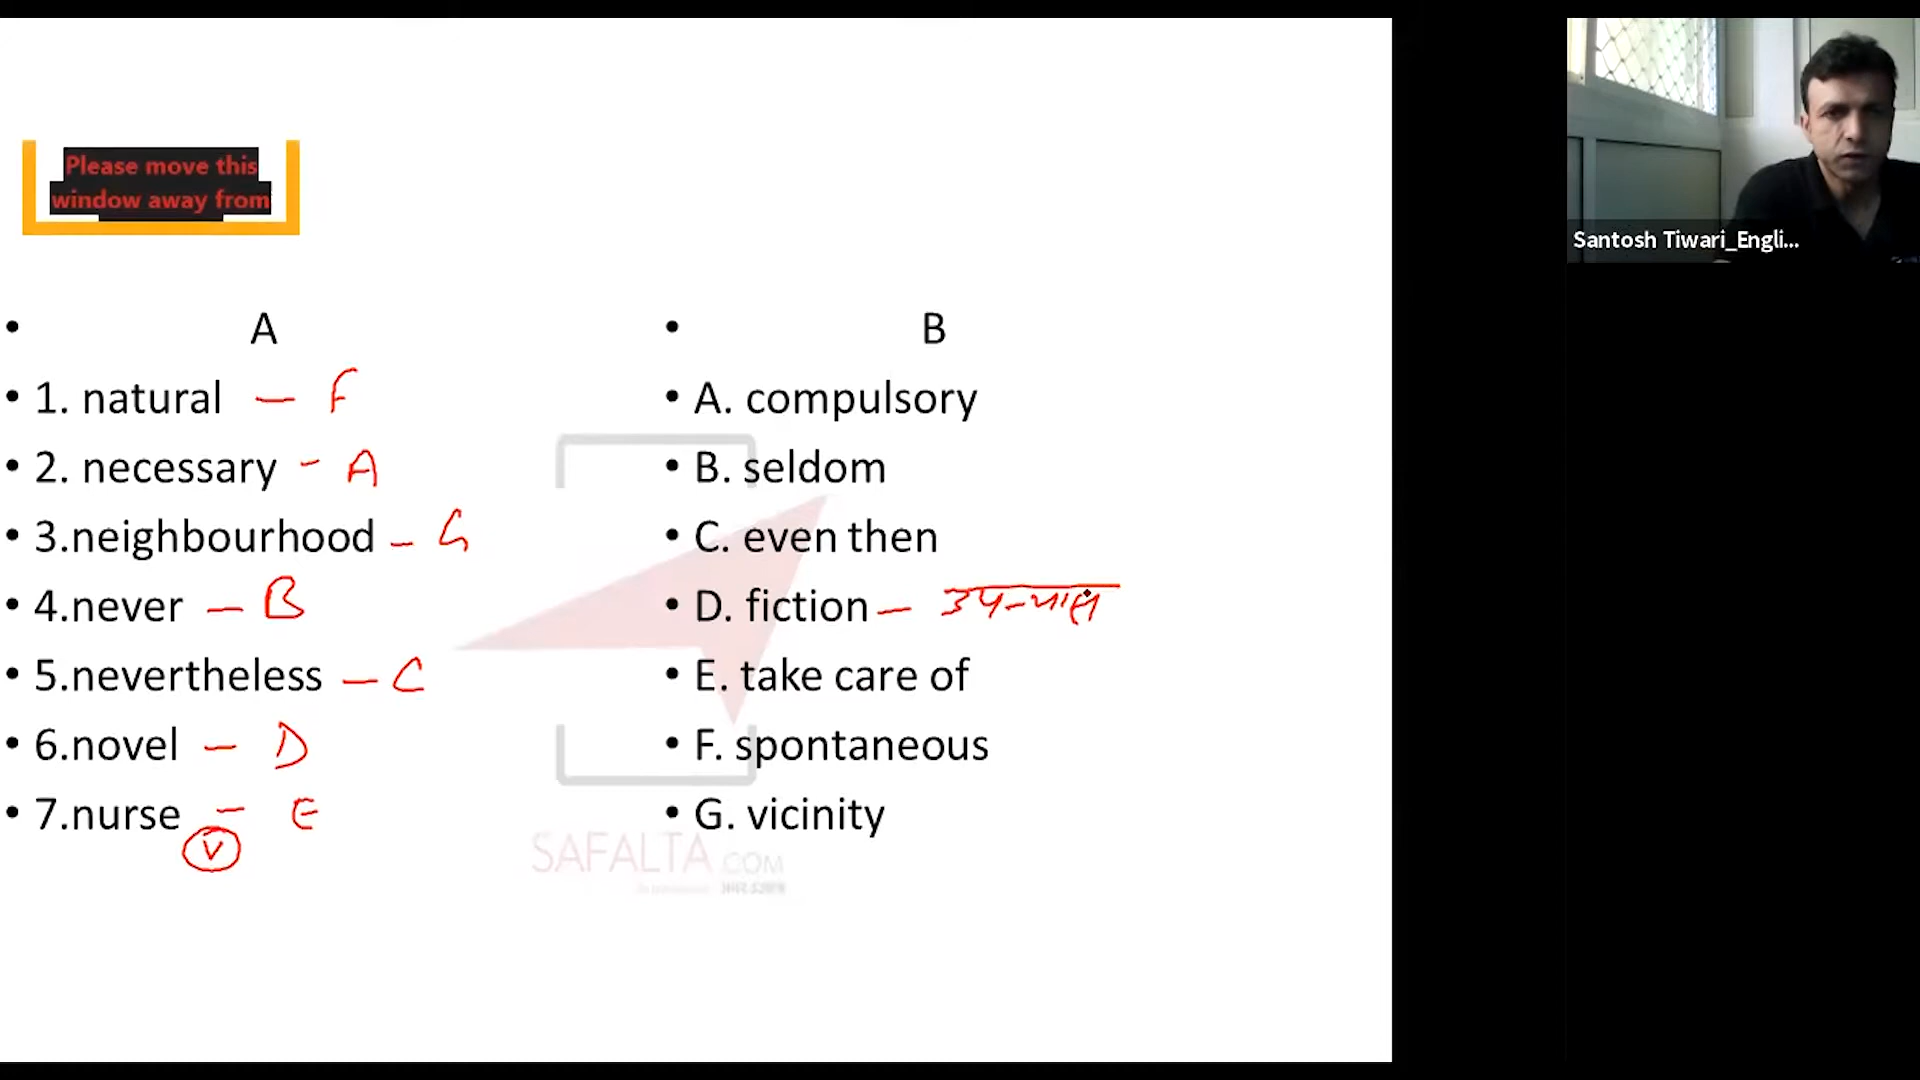 Please move this
window away from
Santosh Tiwari_Engli...
• A
• 1. natural — F
• 2. necessary - A
• 3.neighbourhood - G
• 4.never — B
• 5.nevertheless — C
• 6.novel - D
• 7.nurse - E
V
• B
• A. compulsory
• B. seldom
• C. even then
• D. fiction — उपन्यास
• E. take care of
• F. spontaneous
• G. vicinity
SAFALTA.COM